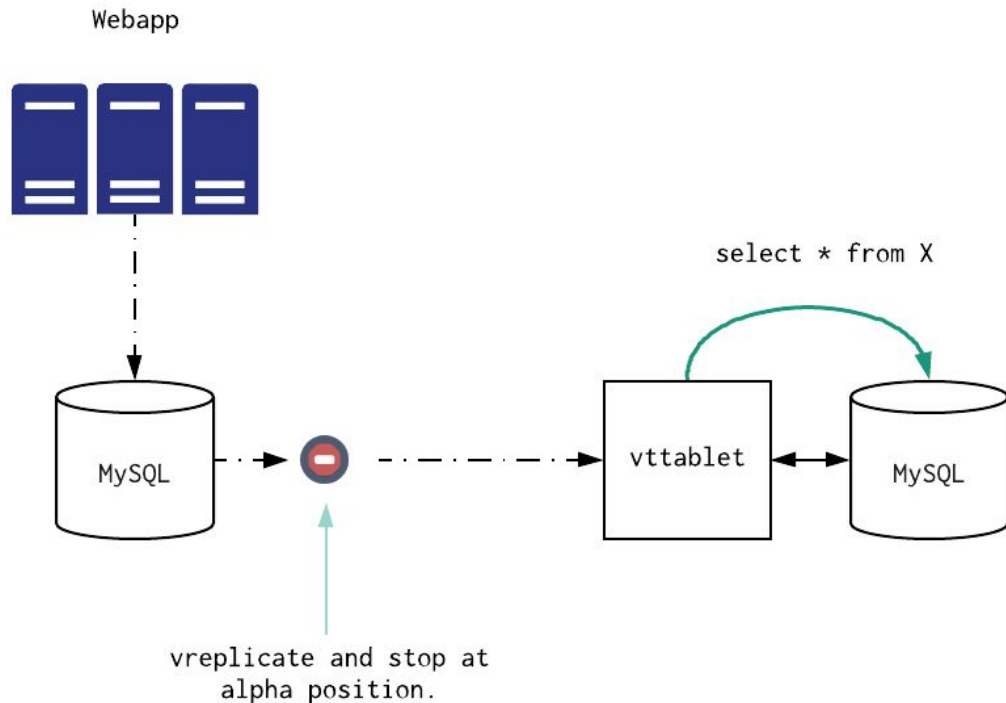 Webapp
select * from X
MySQL
vttablet
MySQL
vreplicate and stop at
alpha position.